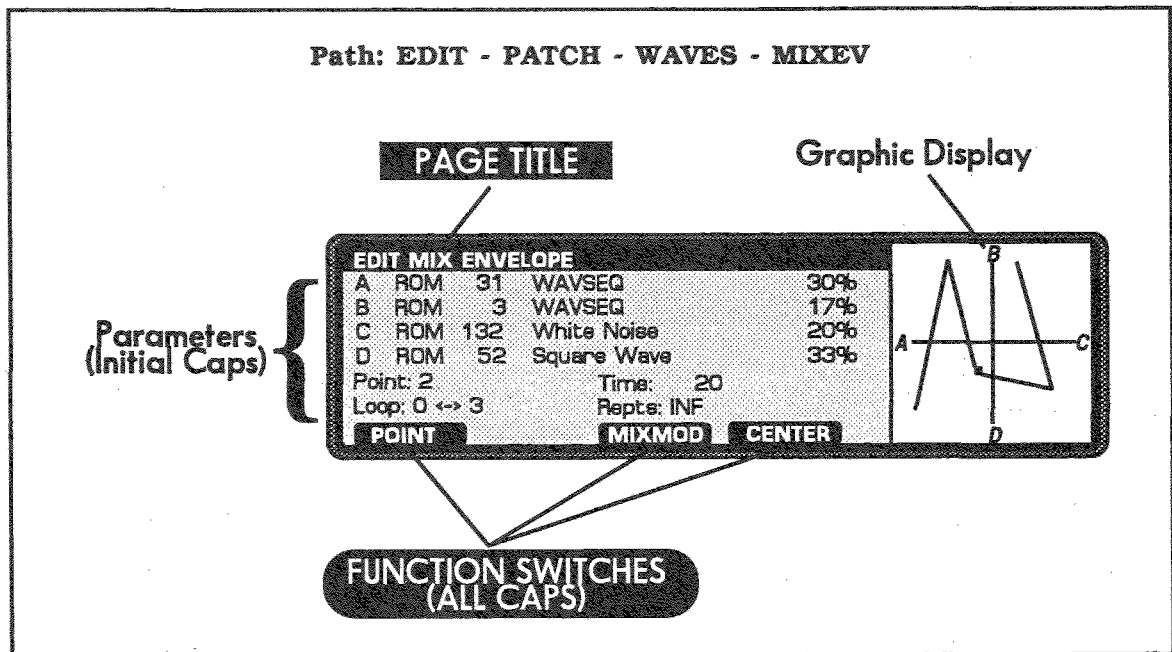 Path: EDIT - PATCH - WAVES - MIXEV
PAGE TITLE
Graphic Display
EDIT MIX ENVELOPE
A ROM 31 WAVSEQ 30%
B ROM 3 WAVSEQ 17%
C ROM 132 White Noise 20%
D ROM 52 Square Wave 33%
Point: 2 Time: 20
Loop: 0 <-> 3 Repts: INF
POINT MIXMOD CENTER
B
A
C
D
Parameters
(Initial Caps)
FUNCTION SWITCHES
(ALL CAPS)